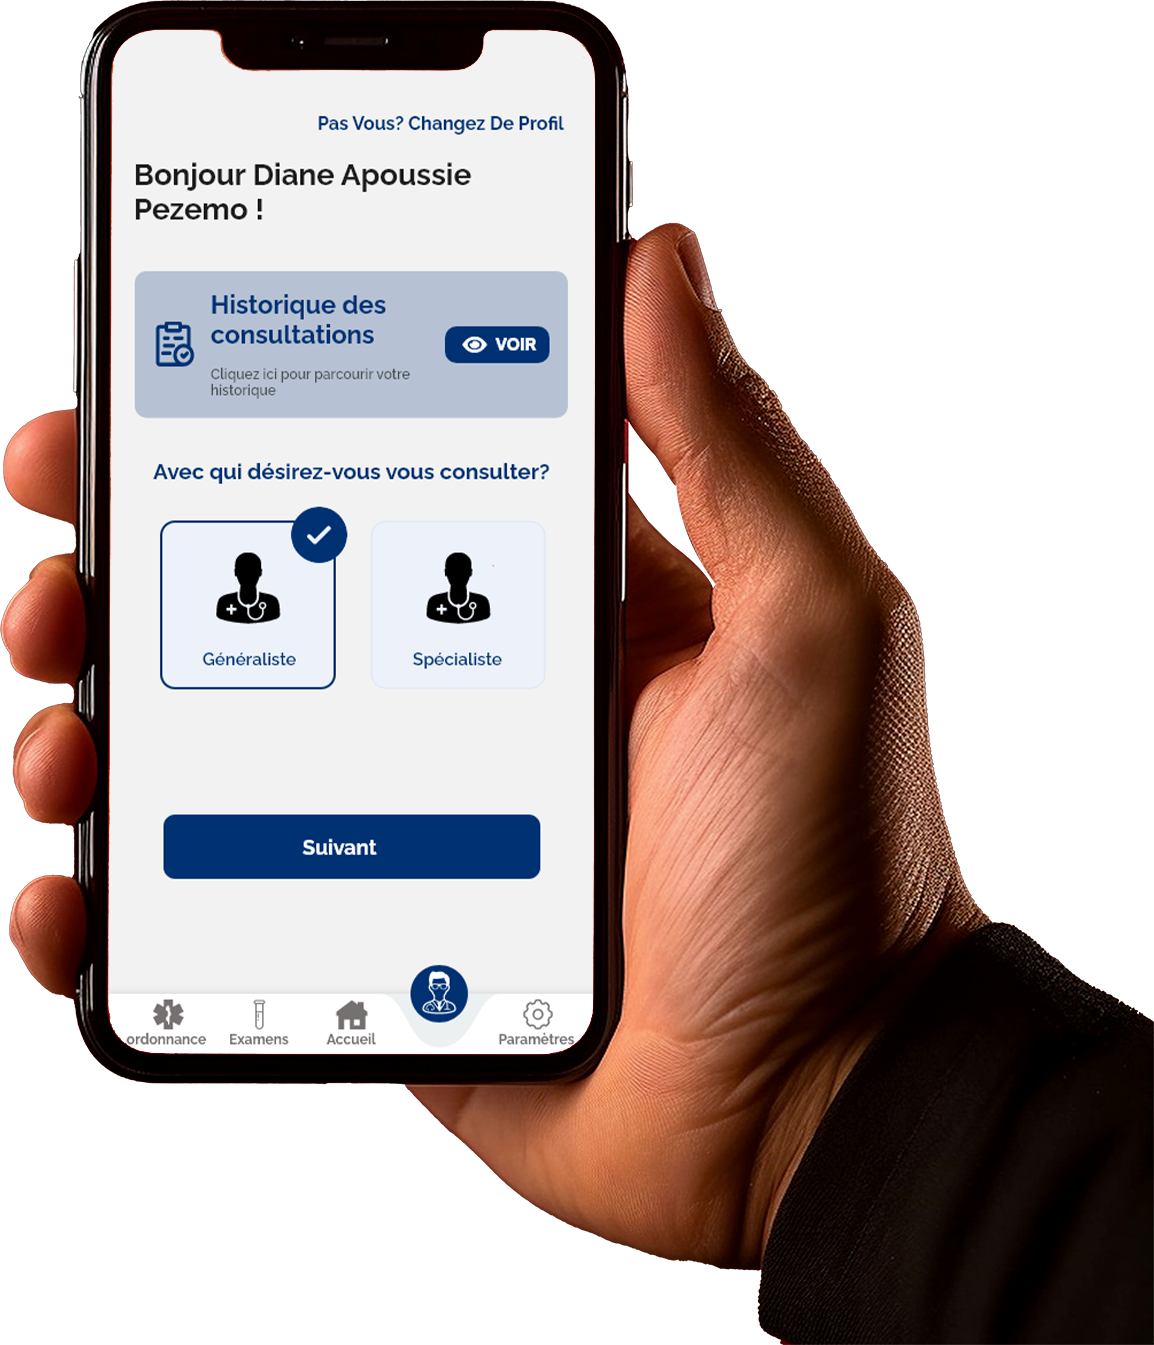 Pas Vous? Changez De Profil
Bonjour Diane Apoussie
Pezemo !
Historique des
consultations
VOIR
Cliquez ici pour parcourir votre
historique
Avec qui désirez-vous vous consulter?
Généraliste
Spécialiste
Suivant
ordonnance
Examens
Accueil
Paramètres